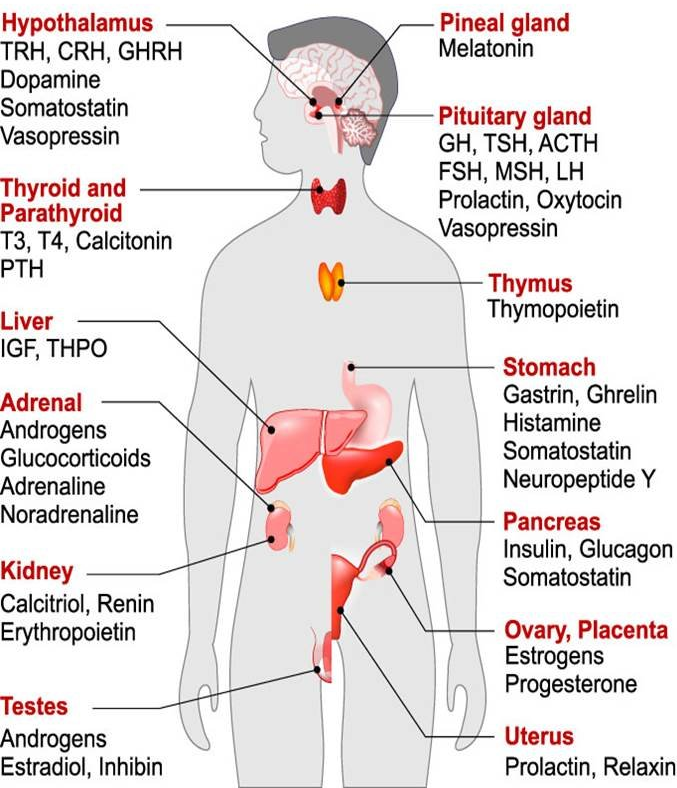 Hypothalamus
TRH, CRH, GHRH
Dopamine
Somatostatin
Vasopressin
Thyroid and
Parathyroid
T3, T4, Calcitonin
PTH
Liver
IGF, THPO
Adrenal
Androgens
Glucocorticoids
Adrenaline
Noradrenaline
Kidney
Calcitriol, Renin
Erythropoietin
Testes
Androgens
Estradiol, Inhibin
Pineal gland
Melatonin
Pituitary gland
GH, TSH, ACTH
FSH, MSH, LH
Prolactin, Oxytocin
Vasopressin
Thymus
Thymopoietin
Stomach
Gastrin, Ghrelin
Histamine
Somatostatin
Neuropeptide Y
Pancreas
Insulin, Glucagon
Somatostatin
Ovary, Placenta
Estrogens
Progesterone
Uterus
Prolactin, Relaxin